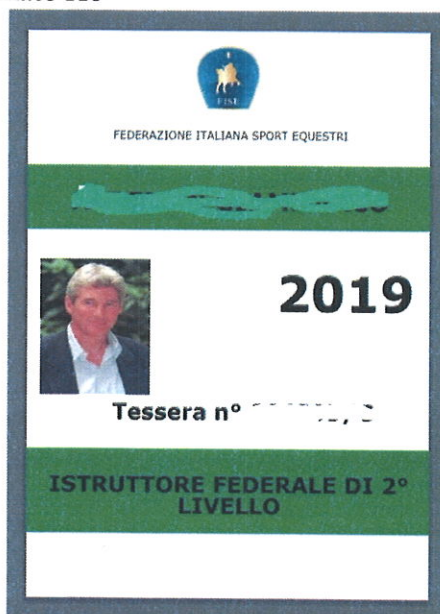 FISE
FEDERAZIONE ITALIANA SPORT EQUESTRI
2019
Tessera n°
ISTRUTTORE FEDERALE DI 2°
LIVELLO